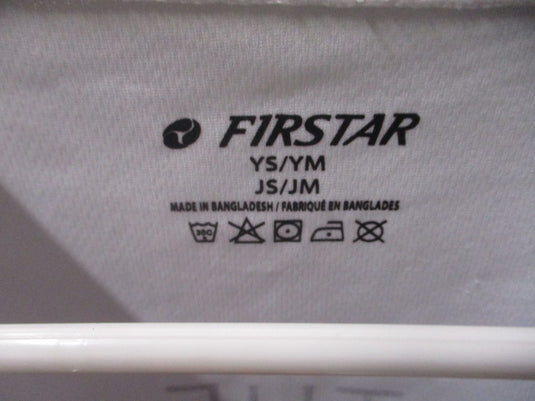 FIRSTAR
YS/YM
JS/JM
MADE IN BANGLADESH / FABRIQUÉ EN BANGLADES